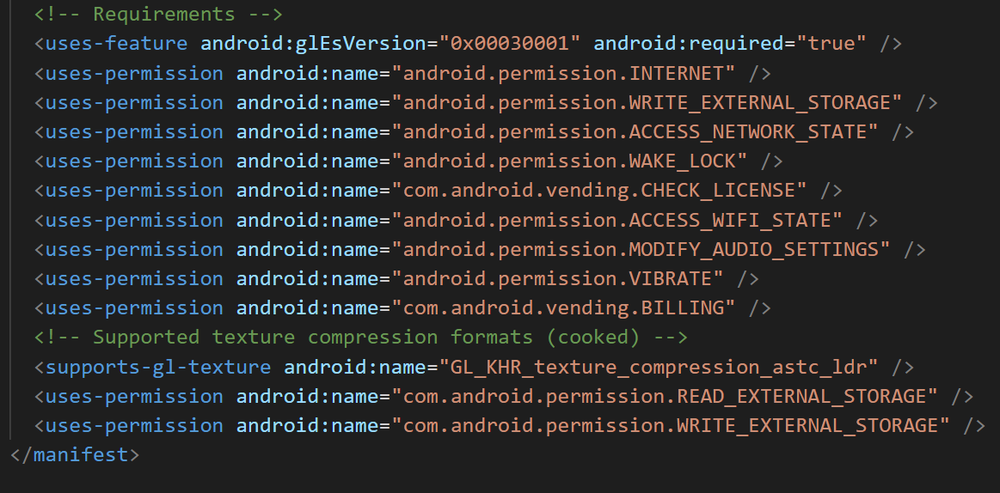 <!-- Requirements -->
<uses-feature android:glEsVersion="0x00030001" android:required="true" />
<uses-permission android:name="android.permission.INTERNET" />
<uses-permission android:name="android.permission.WRITE_EXTERNAL_STORAGE" />
<uses-permission android:name="android.permission.ACCESS_NETWORK_STATE" />
<uses-permission android:name="android.permission.WAKE_LOCK" />
<uses-permission android:name="com.android.vending.CHECK_LICENSE" />
<uses-permission android:name="android.permission.ACCESS_WIFI_STATE" />
<uses-permission android:name="android.permission.MODIFY_AUDIO_SETTINGS" />
<uses-permission android:name="android.permission.VIBRATE" />
<uses-permission android:name="com.android.vending.BILLING" />
<!-- Supported texture compression formats (cooked) -->
<supports-gl-texture android:name="GL_KHR_texture_compression_astc_ldr" />
<uses-permission android:name="com.android.permission.READ_EXTERNAL_STORAGE" />
<uses-permission android:name="com.android.permission.WRITE_EXTERNAL_STORAGE" />
</manifest>